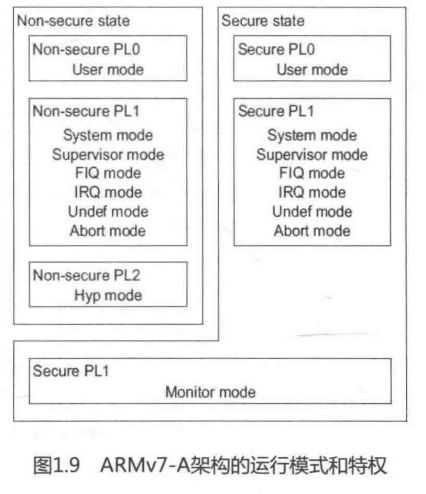 Non-secure state
Non-secure PL0
User mode
Non-secure PL1
System mode
Supervisor mode
FIQ mode
IRQ mode
Undef mode
Abort mode
Non-secure PL2
Hyp mode
Secure state
Secure PL0
User mode
Secure PL1
System mode
Supervisor mode
FIQ mode
IRQ mode
Undef mode
Abort mode
Secure PL1
Monitor mode
图1.9 ARMv7-A架构的运行模式和特权